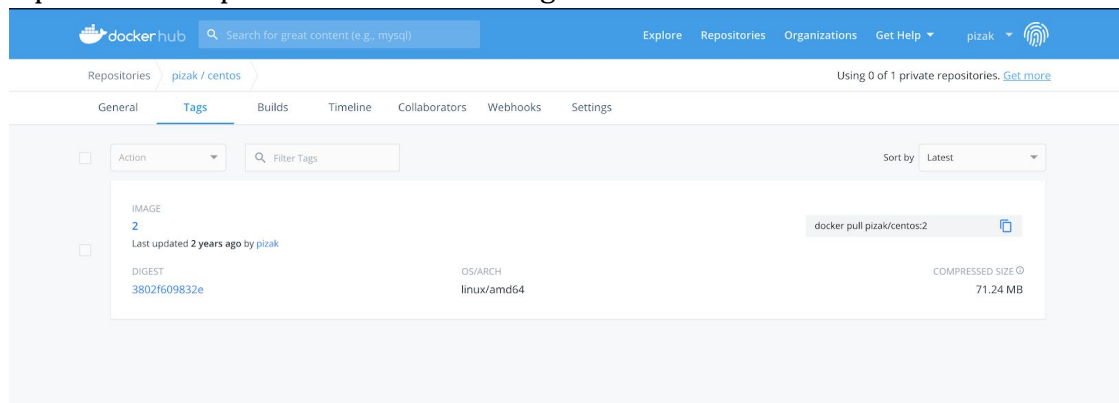 dockerhub Search for great content (e.g., mysql) Explore Repositories Organizations Get Help pizak
Repositories pizak / centos Using 0 of 1 private repositories. Get more
General Tags Builds Timeline Collaborators Webhooks Settings
Action Filter Tags Sort by Latest
IMAGE
2
docker pull pizak/centos:2
Last updated 2 years ago by pizak
DIGEST OS/ARCH COMPRESSED SIZE
3802f609832e linux/amd64 71.24 MB